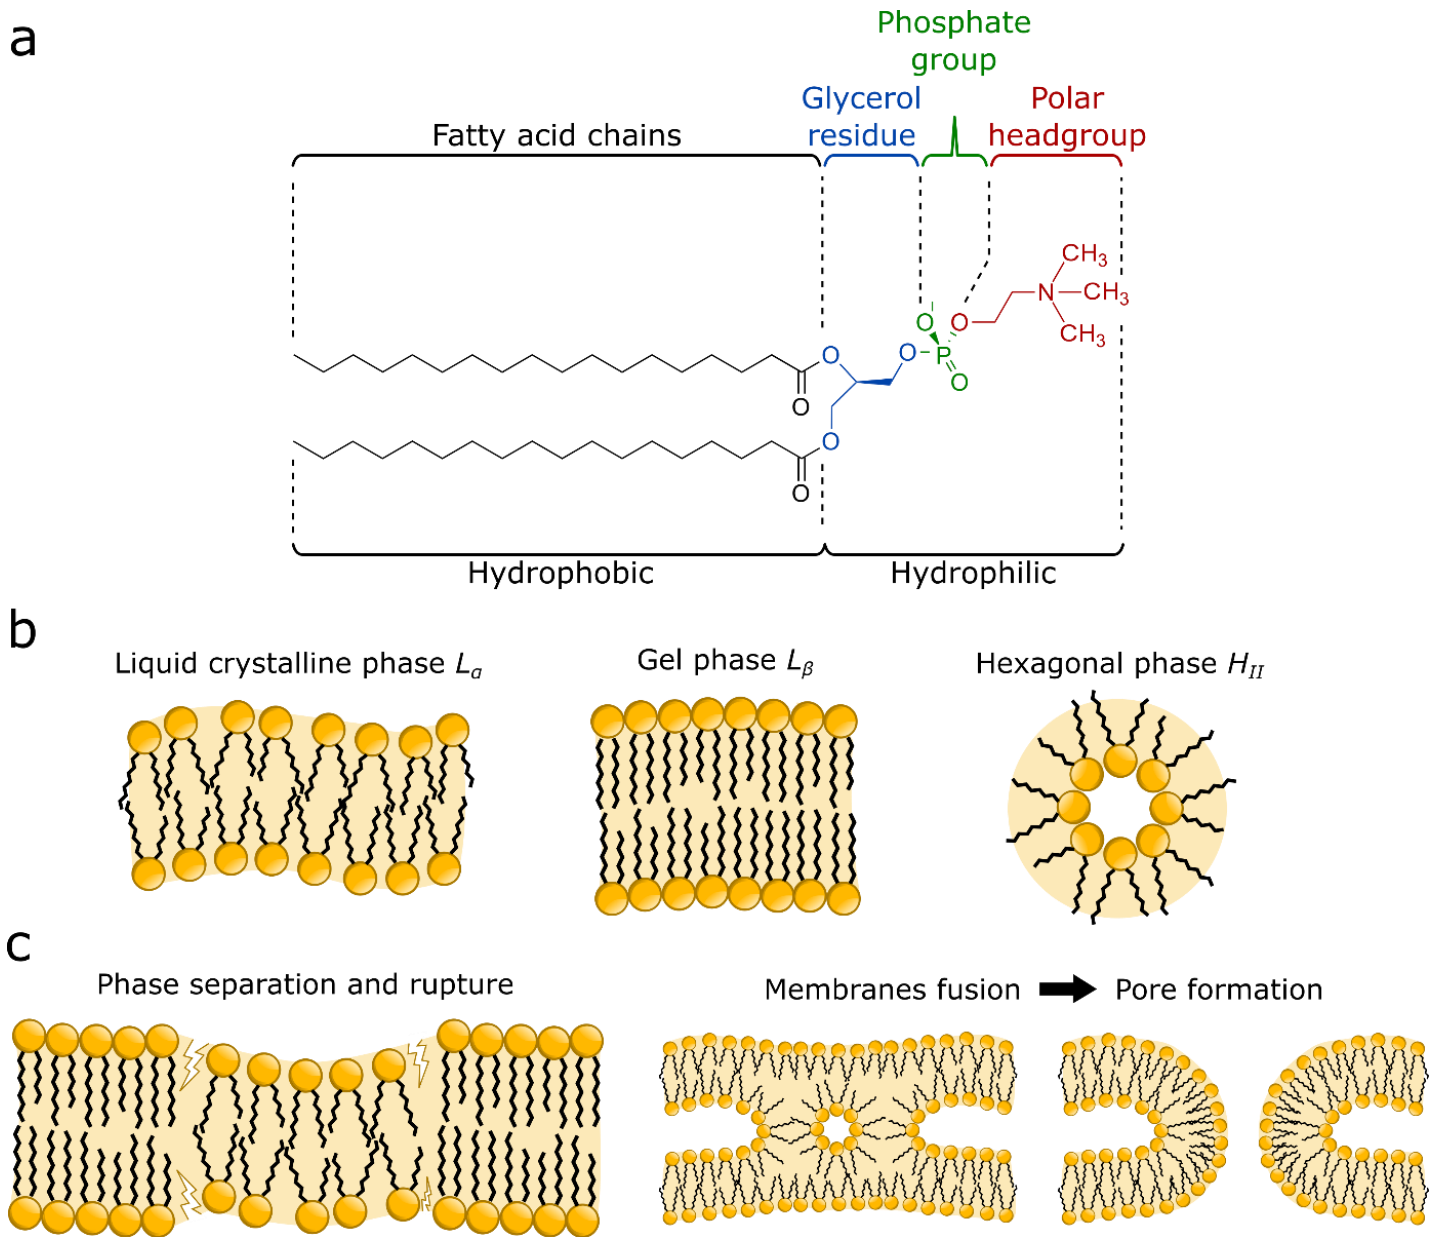 a
Phosphate
group
Glycerol
residue
Polar
headgroup
Fatty acid chains
CH₃
N
CH₃
CH₃
O⁻
O
O
P
O
O
O
O
O
Hydrophobic
Hydrophilic
b
Liquid crystalline phase Lα
Gel phase Lβ
Hexagonal phase HII
c
Phase separation and rupture
Membranes fusion
Pore formation